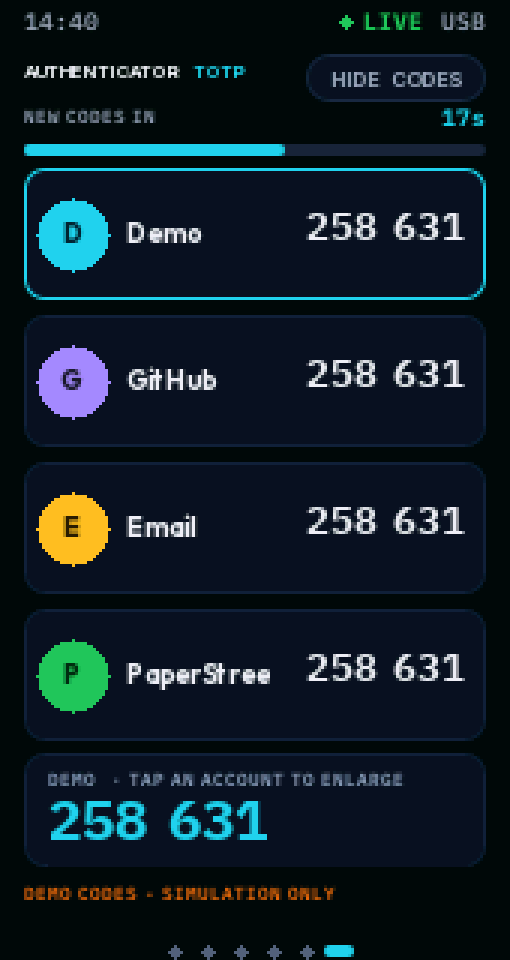 14:40 LIVE USB
AUTHENTICATOR TOTP HIDE CODES
NEW CODES IN 17s
D Demo 258 631
G GitHub 258 631
E Email 258 631
P PaperStree 258 631
DEMO - TAP AN ACCOUNT TO ENLARGE
258 631
DEMO CODES - SIMULATION ONLY